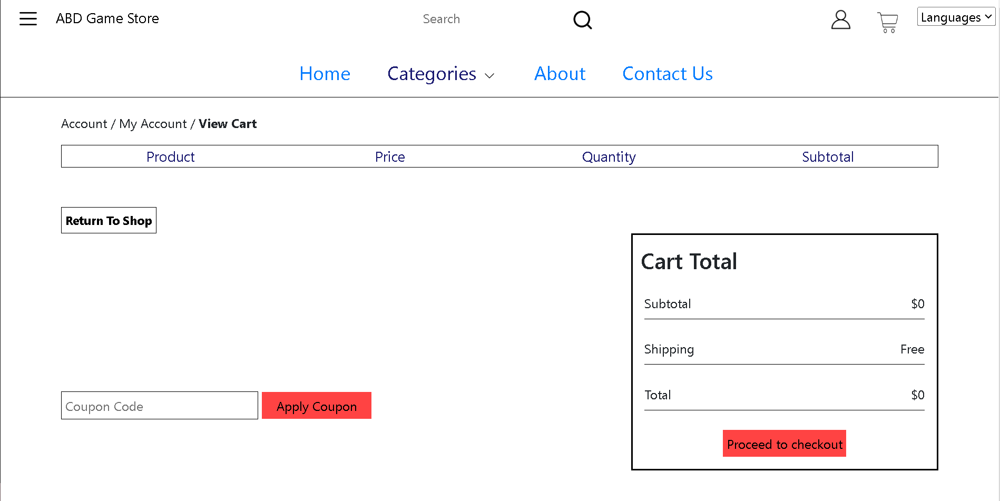 ABD Game Store
Search
Languages
Home Categories About Contact Us
Account / My Account / View Cart
Product Price Quantity Subtotal
Return To Shop
Cart Total
Subtotal $0
Shipping Free
Total $0
Coupon Code Apply Coupon
Proceed to checkout